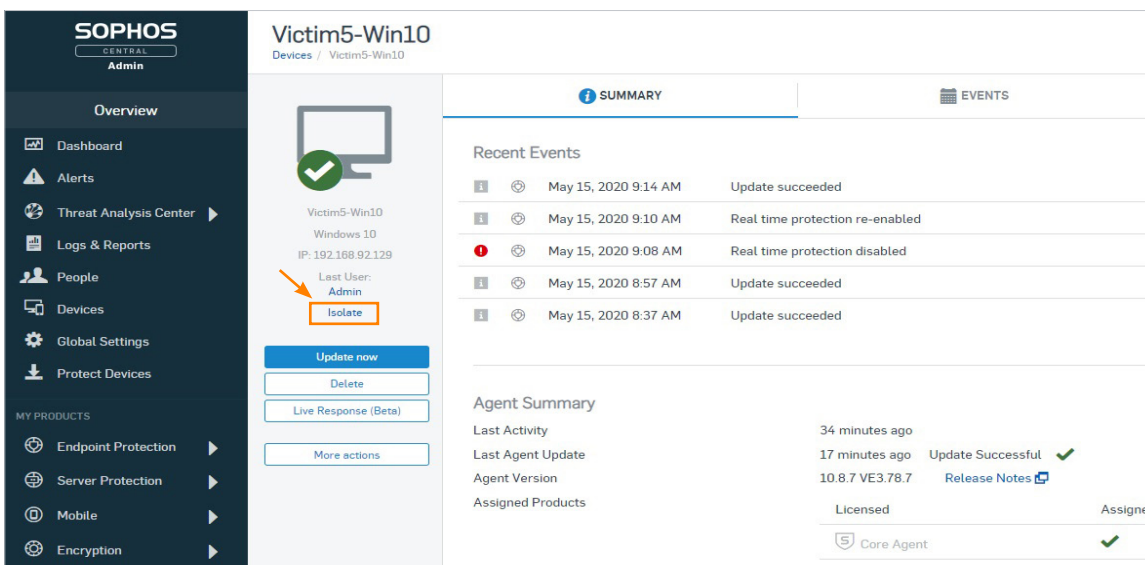 SOPHOS
CENTRAL
Admin
Overview
Dashboard
Alerts
Threat Analysis Center
Logs & Reports
People
Devices
Global Settings
Protect Devices
MY PRODUCTS
Endpoint Protection
Server Protection
Mobile
Encryption
Victim5-Win10
Devices / Victim5-Win10
Victim5-Win10
Windows 10
IP: 192.168.92.129
Last User:
Admin
Isolate
Update now
Delete
Live Response (Beta)
More actions
SUMMARY
EVENTS
Recent Events
May 15, 2020 9:14 AM Update succeeded
May 15, 2020 9:10 AM Real time protection re-enabled
May 15, 2020 9:08 AM Real time protection disabled
May 15, 2020 8:57 AM Update succeeded
May 15, 2020 8:37 AM Update succeeded
Agent Summary
Last Activity 34 minutes ago
Last Agent Update 17 minutes ago Update Successful
Agent Version 10.8.7 VE3.78.7 Release Notes
Assigned Products
Licensed Assigne
Core Agent